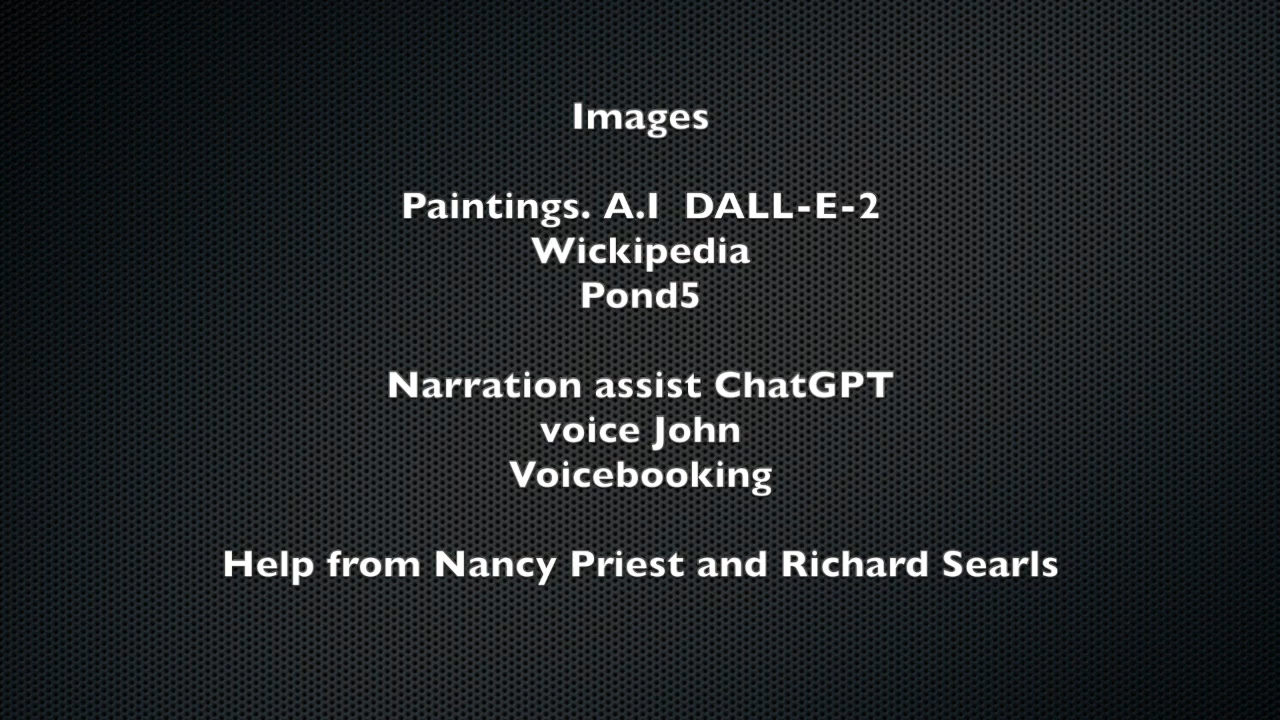 Images
Paintings. A.I  DALL-E-2
Wickipedia
Pond5
Narration assist ChatGPT
voice John
Voicebooking
Help from Nancy Priest and Richard Searls